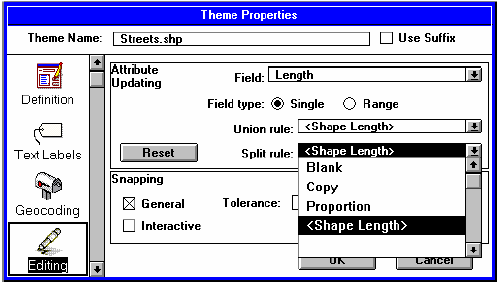 Theme Properties
Theme Name: Streets.shp Use Suffix
Definition
Text Labels
Geocoding
Editing
Attribute Updating
Field: Length
Field type: Single Range
Union rule: <Shape Length>
Reset Split rule: <Shape Length>
Blank
Copy
Proportion
<Shape Length>
Snapping
General Tolerance:
Interactive
OK Cancel